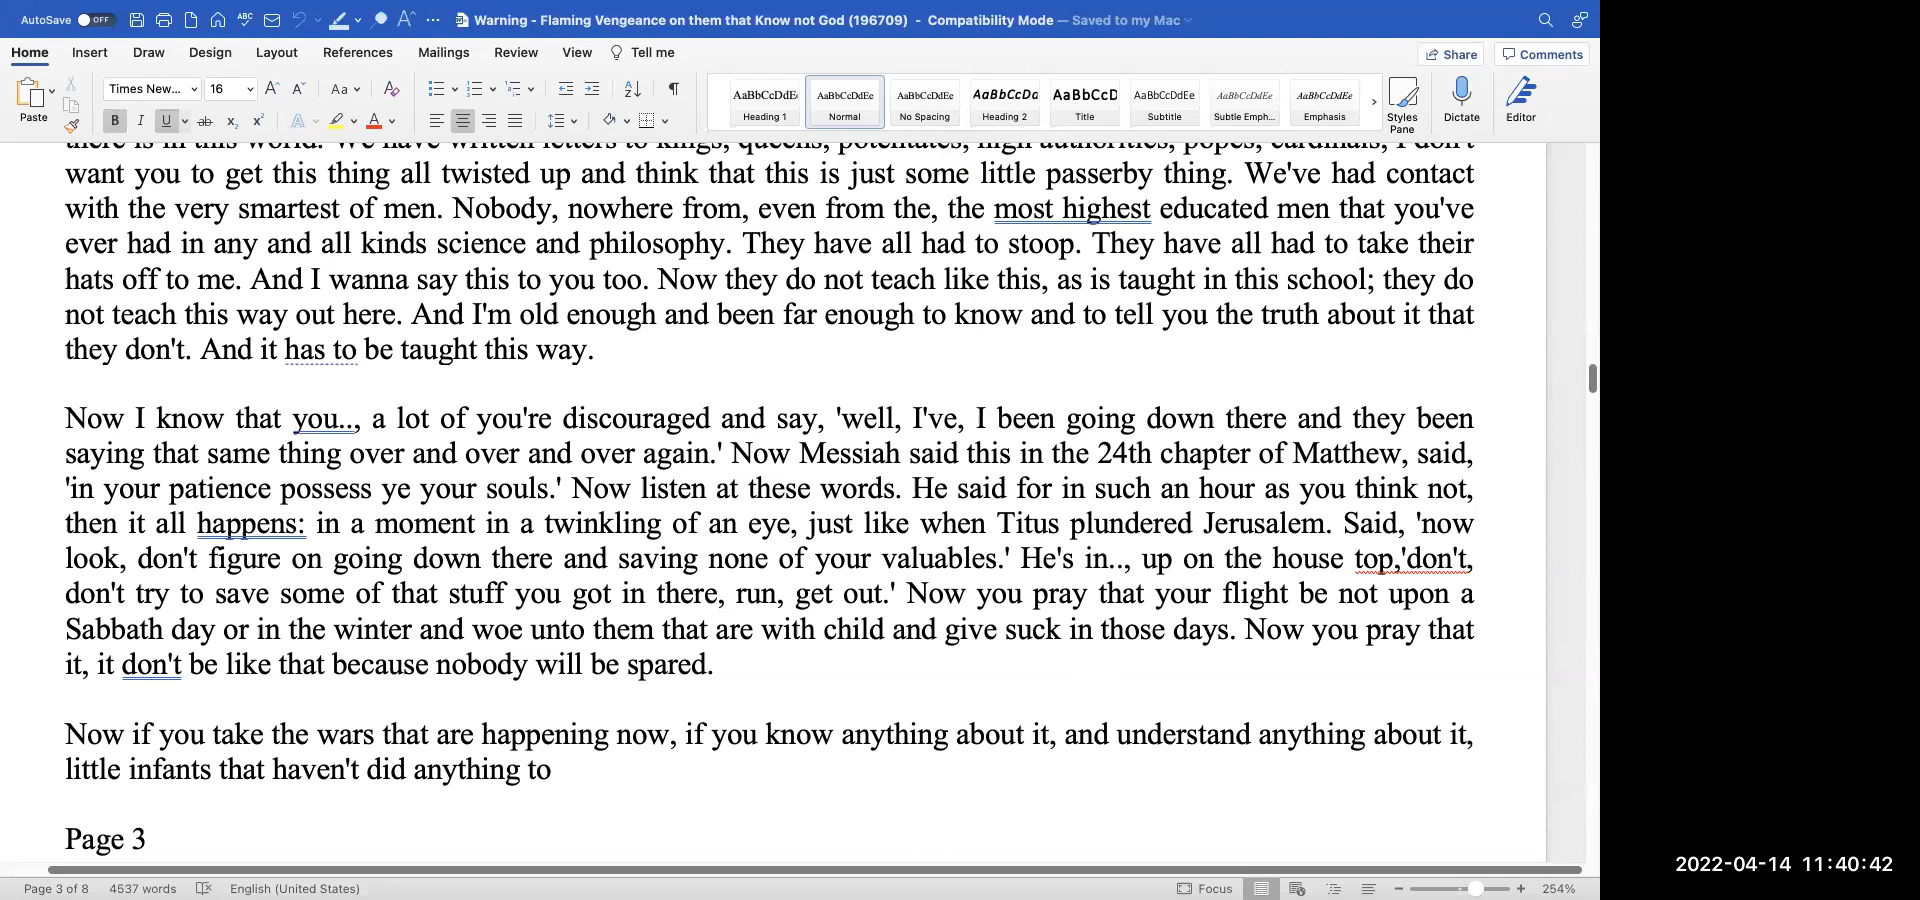 AutoSave OFF
ABC
Warning - Flaming Vengeance on them that Know not God (196709) - Compatibility Mode — Saved to my Mac
Home Insert Draw Design Layout References Mailings Review View Tell me
Share Comments
Paste
Times New... 16
AaBbCcDdEe Heading 1
AaBbCcDdEe Normal
AaBbCcDdEe No Spacing
AaBbCcDd Heading 2
AaBbCcD Title
AaBbCcDdEe Subtitle
AaBbCcDdEe Subtle Emph...
AaBbCcDdEe Emphasis
Styles Pane
Dictate
Editor
there is in this world. We have written letters to kings, queens, potentates, high authorities, popes, cardinals, I don't
want you to get this thing all twisted up and think that this is just some little passerby thing. We've had contact
with the very smartest of men. Nobody, nowhere from, even from the, the most highest educated men that you've
ever had in any and all kinds science and philosophy. They have all had to stoop. They have all had to take their
hats off to me. And I wanna say this to you too. Now they do not teach like this, as is taught in this school; they do
not teach this way out here. And I'm old enough and been far enough to know and to tell you the truth about it that
they don't. And it has to be taught this way.
Now I know that you.., a lot of you're discouraged and say, 'well, I've, I been going down there and they been
saying that same thing over and over and over again.' Now Messiah said this in the 24th chapter of Matthew, said,
'in your patience possess ye your souls.' Now listen at these words. He said for in such an hour as you think not,
then it all happens: in a moment in a twinkling of an eye, just like when Titus plundered Jerusalem. Said, 'now
look, don't figure on going down there and saving none of your valuables.' He's in.., up on the house top,'don't,
don't try to save some of that stuff you got in there, run, get out.' Now you pray that your flight be not upon a
Sabbath day or in the winter and woe unto them that are with child and give suck in those days. Now you pray that
it, it don't be like that because nobody will be spared.
Now if you take the wars that are happening now, if you know anything about it, and understand anything about it,
little infants that haven't did anything to
Page 3
Page 3 of 8 4537 words English (United States) Focus 254%
2022-04-14 11:40:42